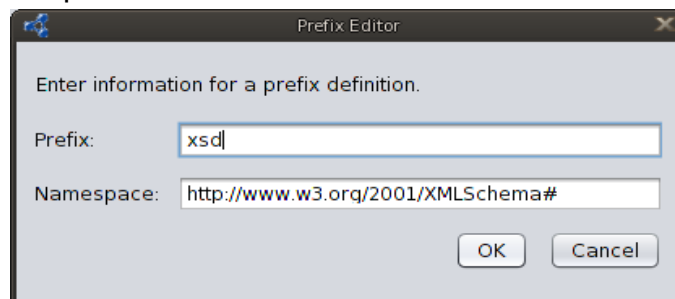 Prefix Editor
Enter information for a prefix definition.
Prefix: xsd
Namespace: http://www.w3.org/2001/XMLSchema#
OK Cancel